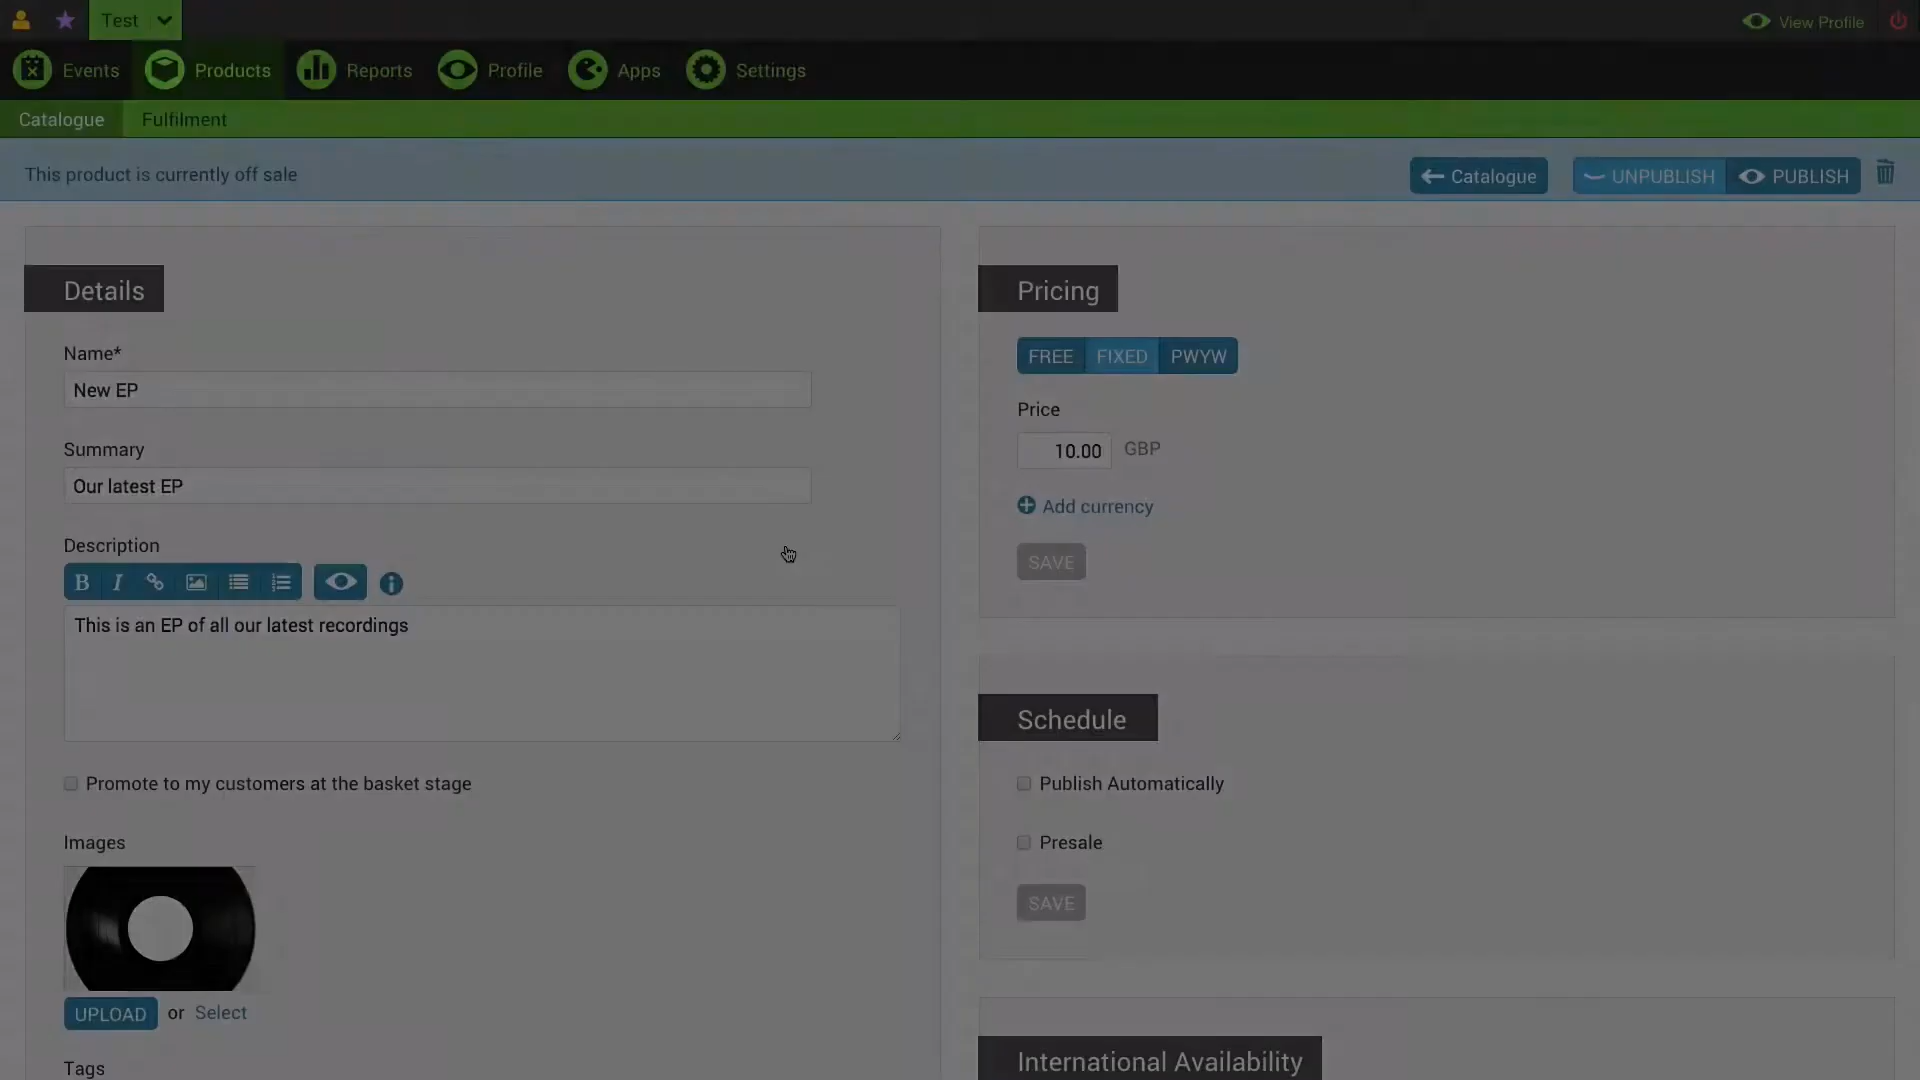 Test
View Profile
Events
Products
Reports
Profile
Apps
Settings
Catalogue
Fulfilment
This product is currently off sale
Catalogue
UNPUBLISH
PUBLISH
Details
Name*
New EP
Summary
Our latest EP
Description
B I
This is an EP of all our latest recordings
Promote to my customers at the basket stage
Images
UPLOAD or Select
Tags
Pricing
FREE FIXED PWYW
Price
10.00 GBP
Add currency
SAVE
Schedule
Publish Automatically
Presale
SAVE
International Availability